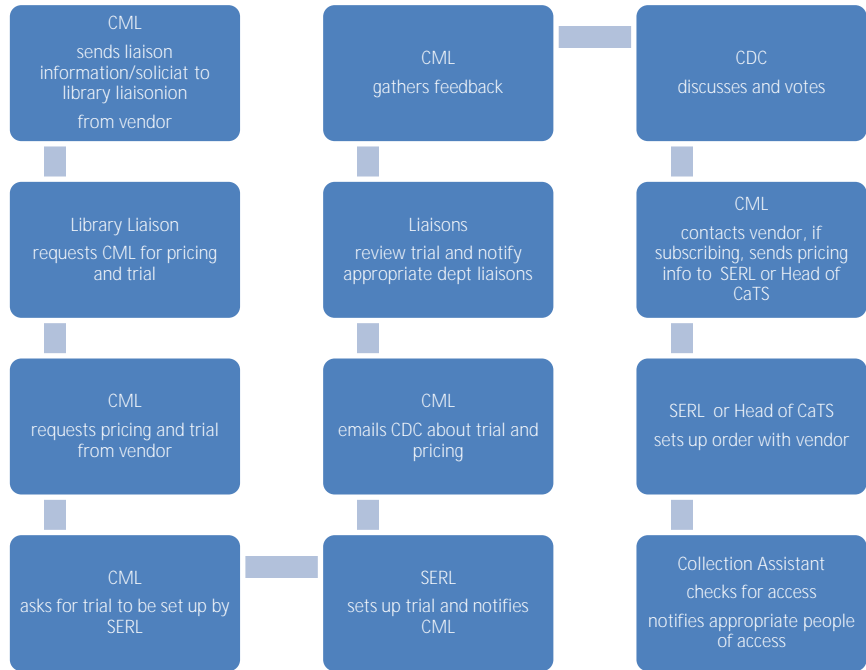 CML
sends liaison
information/soliciat to
library liaisonion
from vendor
Library Liaison
requests CML for pricing
and trial
CML
requests pricing and trial
from vendor
CML
asks for trial to be set up by
SERL
SERL
sets up trial and notifies
CML
CML
emails CDC about trial and
pricing
Liaisons
review trial and notify
appropriate dept liaisons
CML
gathers feedback
CDC
discusses and votes
CML
contacts vendor, if
subscribing, sends pricing
info to SERL or Head of
CaTS
SERL or Head of CaTS
sets up order with vendor
Collection Assistant
checks for access
notifies appropriate people
of access